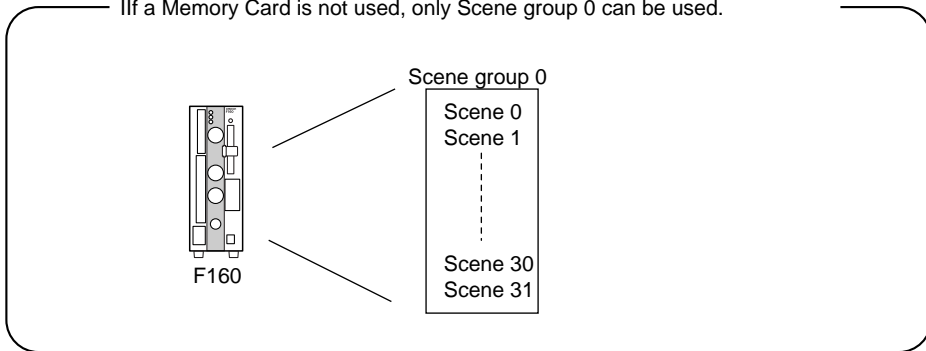 IIf a Memory Card is not used, only Scene group 0 can be used.
Scene group 0
Scene 0
Scene 1
Scene 30
Scene 31
F160